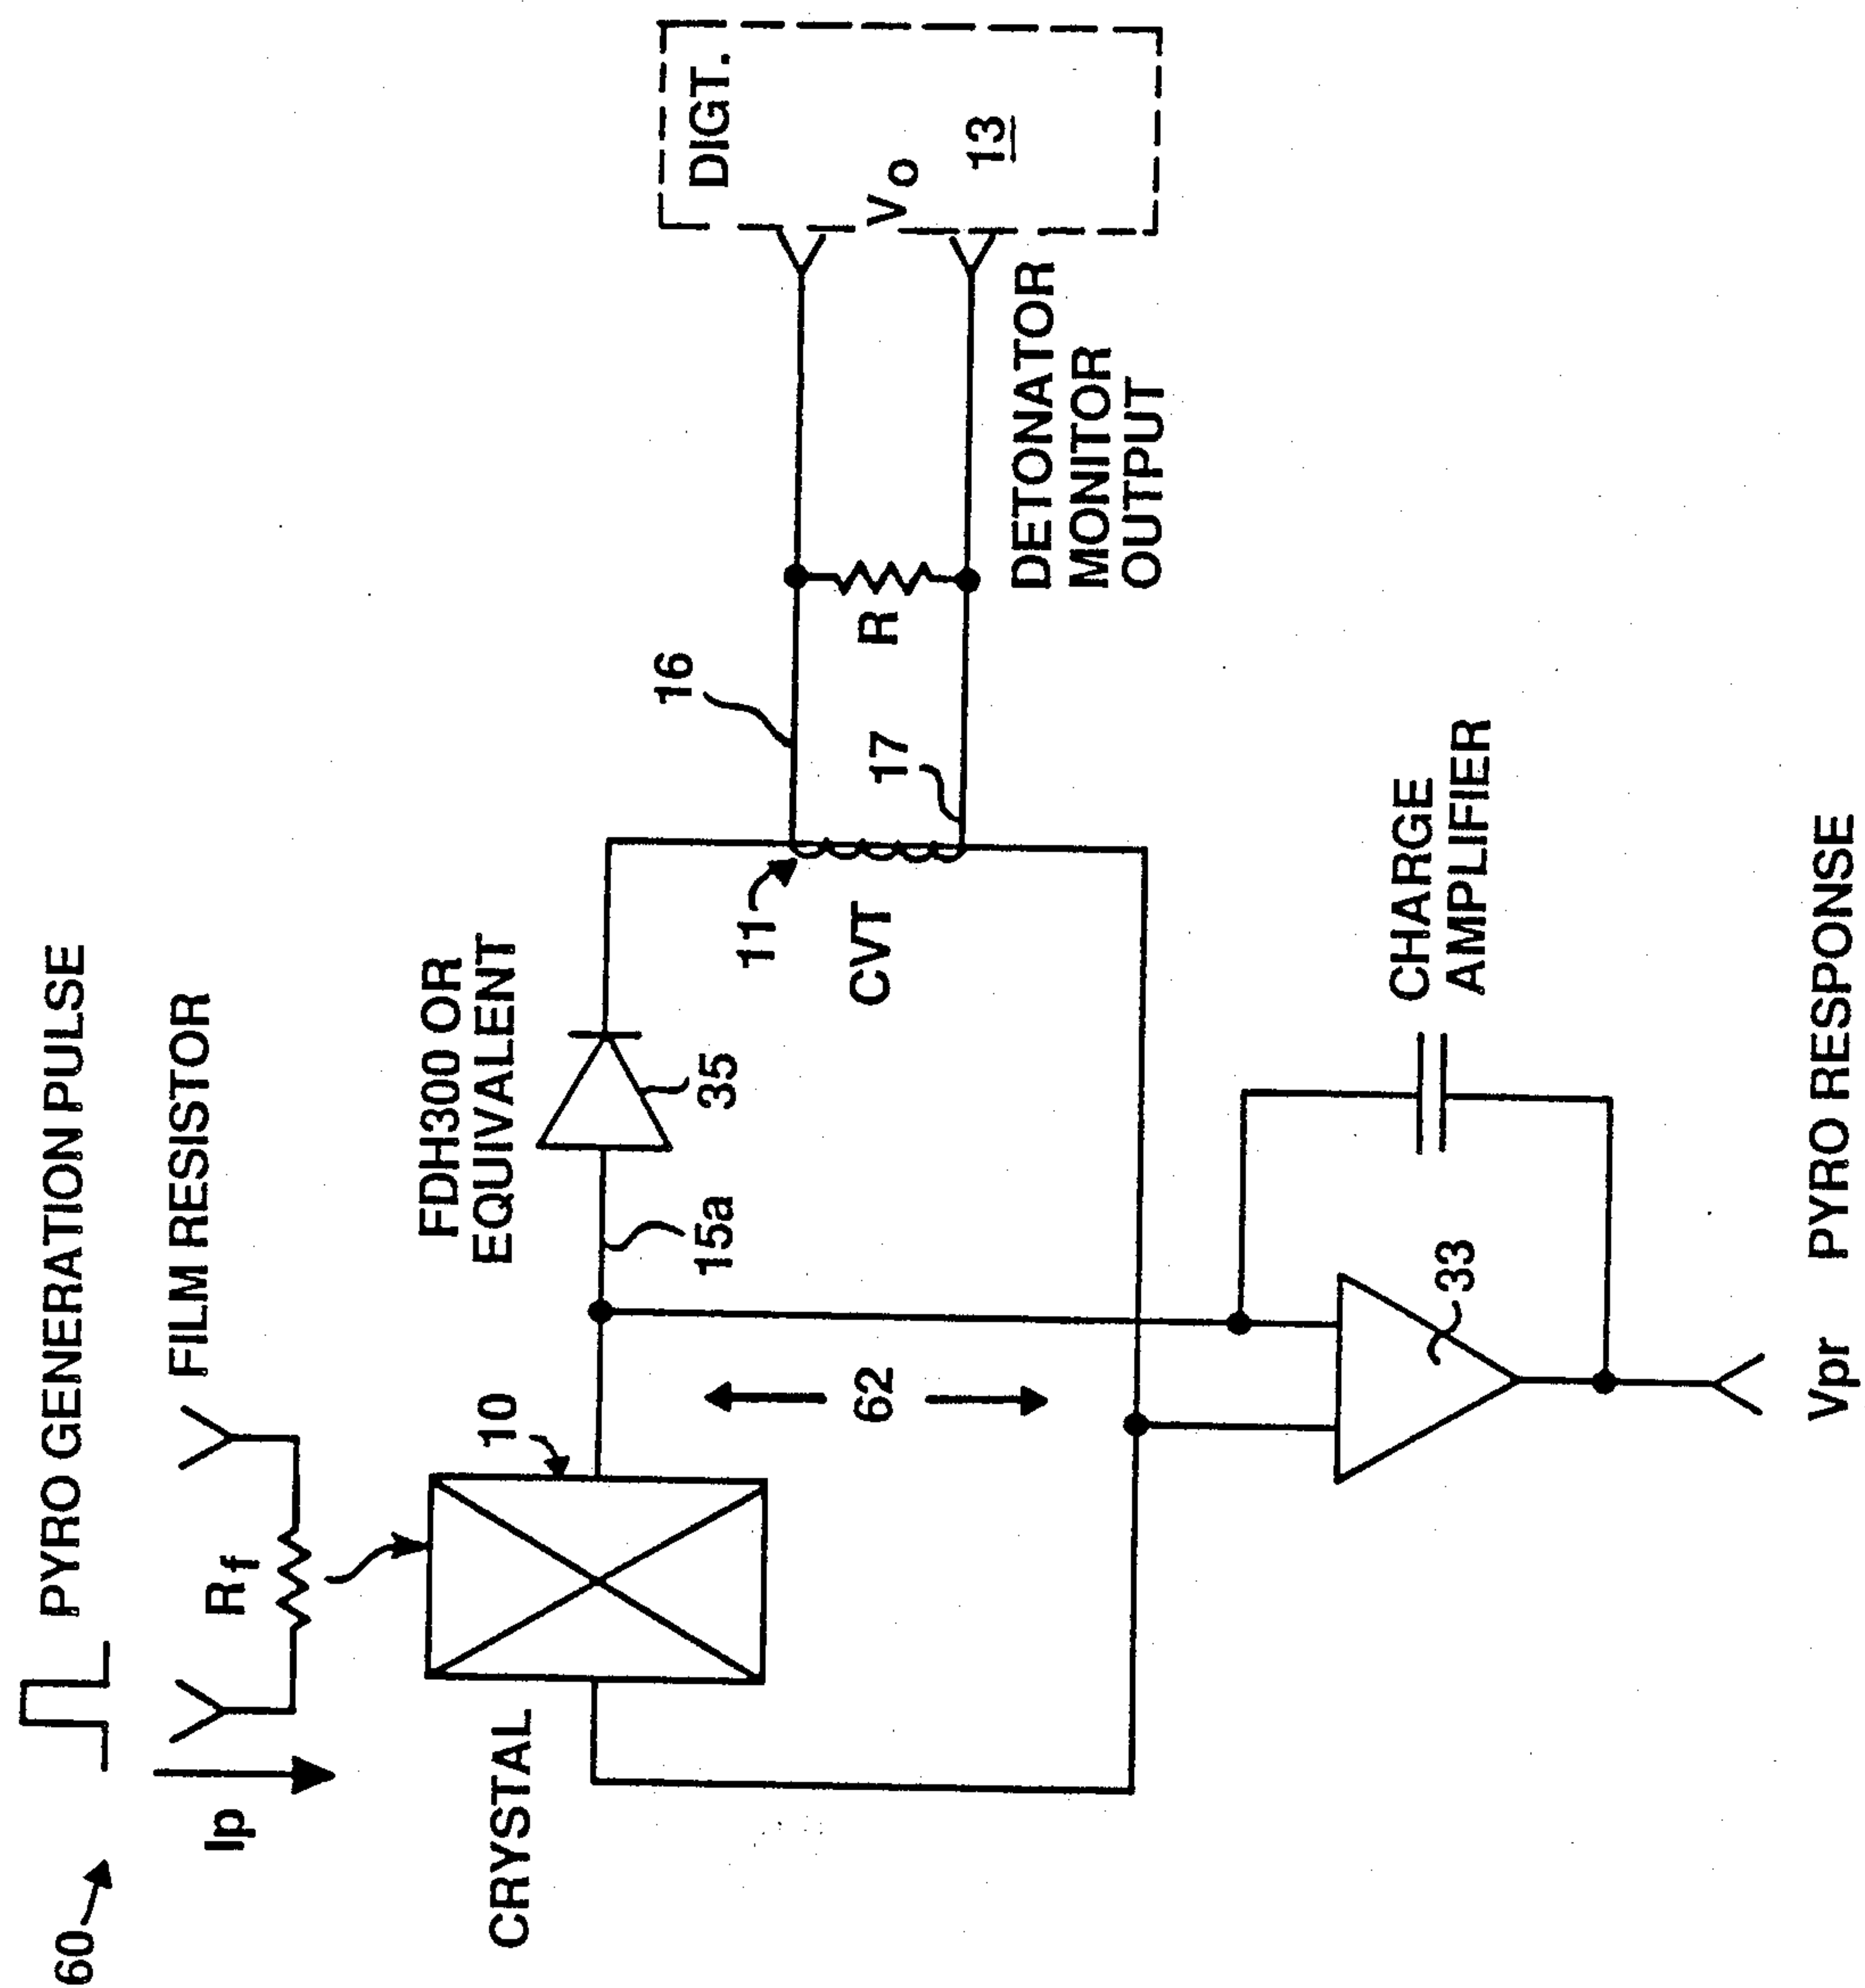 60
PYRO GENERATION PULSE
Ip
Rf
FILM RESISTOR
CRYSTAL
10
FDH300 OR
EQUIVALENT
15a
35
62
11
CVT
16
17
R
DIGT.
Vo
13
DETONATOR
MONITOR
OUTPUT
33
CHARGE
AMPLIFIER
Vpr
PYRO RESPONSE